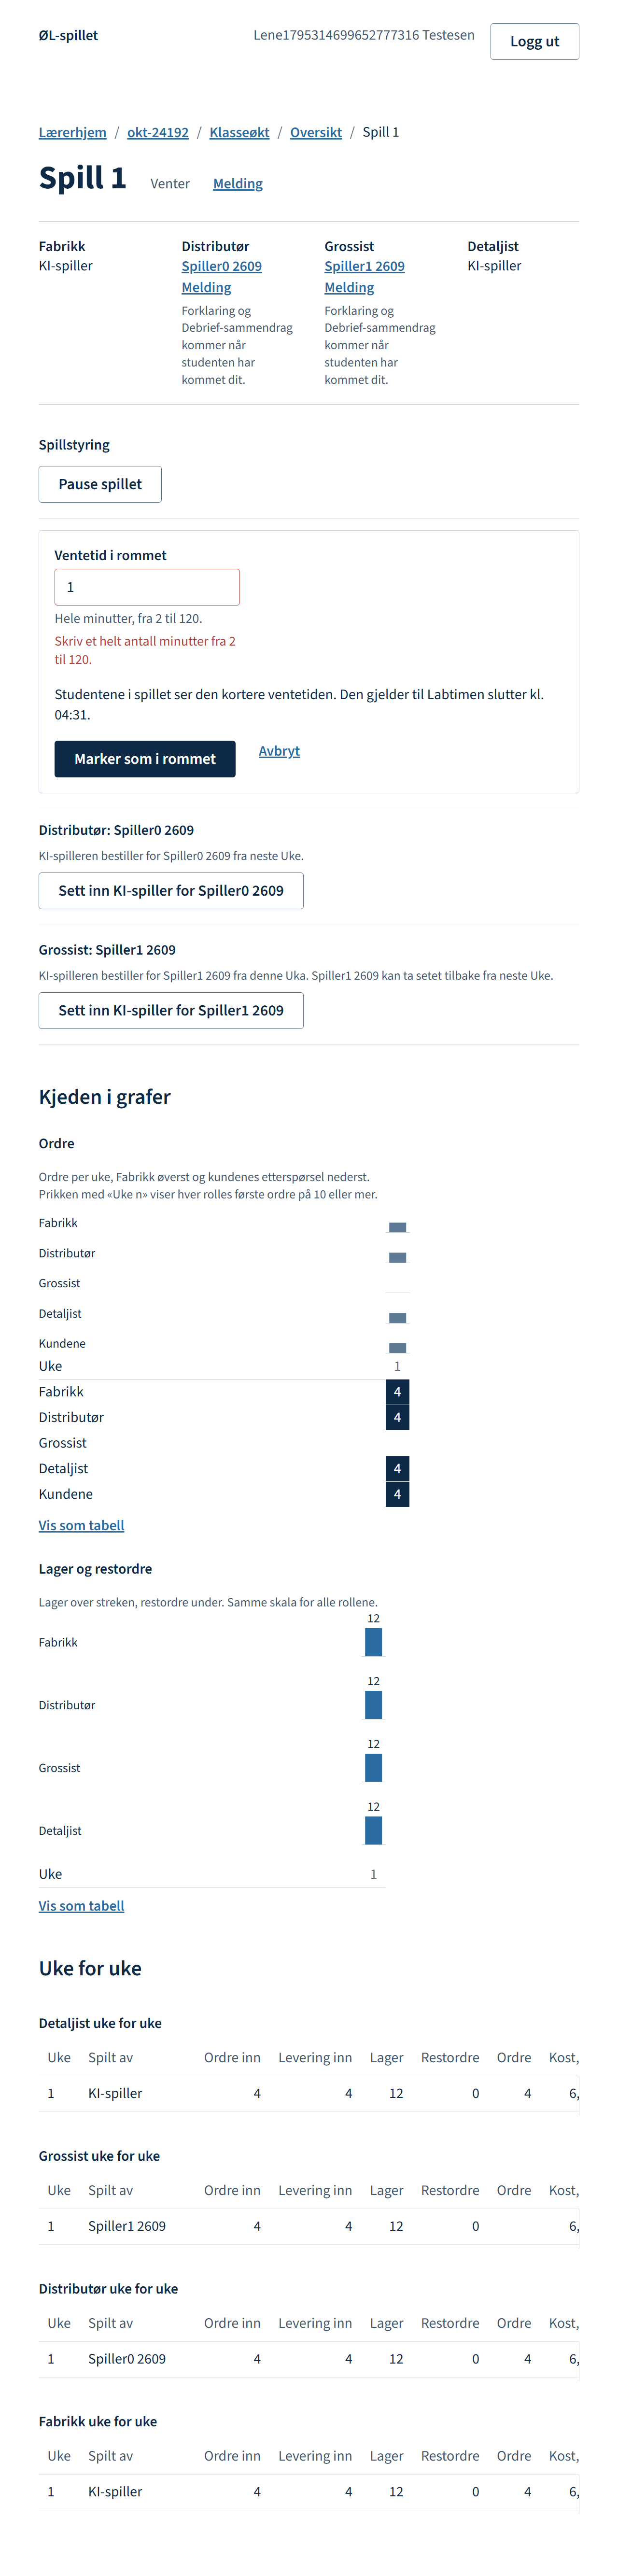 ØL-spillet
Lene1795314699652777316 Testesen
Logg ut
Lærerhjem / okt-24192 / Klasseøkt / Oversikt / Spill 1
Spill 1 Venter Melding
Fabrikk
KI-spiller
Distributør
Spiller0 2609
Melding
Forklaring og
Debrief-sammendrag
kommer når
studenten har
kommet dit.
Grossist
Spiller1 2609
Melding
Forklaring og
Debrief-sammendrag
kommer når
studenten har
kommet dit.
Detaljist
KI-spiller
Spillstyring
Pause spillet
Ventetid i rommet
1
Hele minutter, fra 2 til 120.
Skriv et helt antall minutter fra 2
til 120.
Studentene i spillet ser den kortere ventetiden. Den gjelder til Labtimen slutter kl.
04:31.
Marker som i rommet
Avbryt
Distributør: Spiller0 2609
KI-spilleren bestiller for Spiller0 2609 fra neste Uke.
Sett inn KI-spiller for Spiller0 2609
Grossist: Spiller1 2609
KI-spilleren bestiller for Spiller1 2609 fra denne Uka. Spiller1 2609 kan ta setet tilbake fra neste Uke.
Sett inn KI-spiller for Spiller1 2609
Kjeden i grafer
Ordre
Ordre per uke, Fabrikk øverst og kundenes etterspørsel nederst.
Prikken med «Uke n» viser hver rolles første ordre på 10 eller mer.
Fabrikk
Distributør
Grossist
Detaljist
Kundene
Uke 1
Fabrikk 4
Distributør 4
Grossist
Detaljist 4
Kundene 4
Vis som tabell
Lager og restordre
Lager over streken, restordre under. Samme skala for alle rollene.
12
Fabrikk
12
Distributør
12
Grossist
12
Detaljist
Uke 1
Vis som tabell
Uke for uke
Detaljist uke for uke
Uke Spilt av Ordre inn Levering inn Lager Restordre Ordre Kost,
1 KI-spiller 4 4 12 0 4 6,
Grossist uke for uke
Uke Spilt av Ordre inn Levering inn Lager Restordre Ordre Kost,
1 Spiller1 2609 4 4 12 0 6,
Distributør uke for uke
Uke Spilt av Ordre inn Levering inn Lager Restordre Ordre Kost,
1 Spiller0 2609 4 4 12 0 4 6,
Fabrikk uke for uke
Uke Spilt av Ordre inn Levering inn Lager Restordre Ordre Kost,
1 KI-spiller 4 4 12 0 4 6,